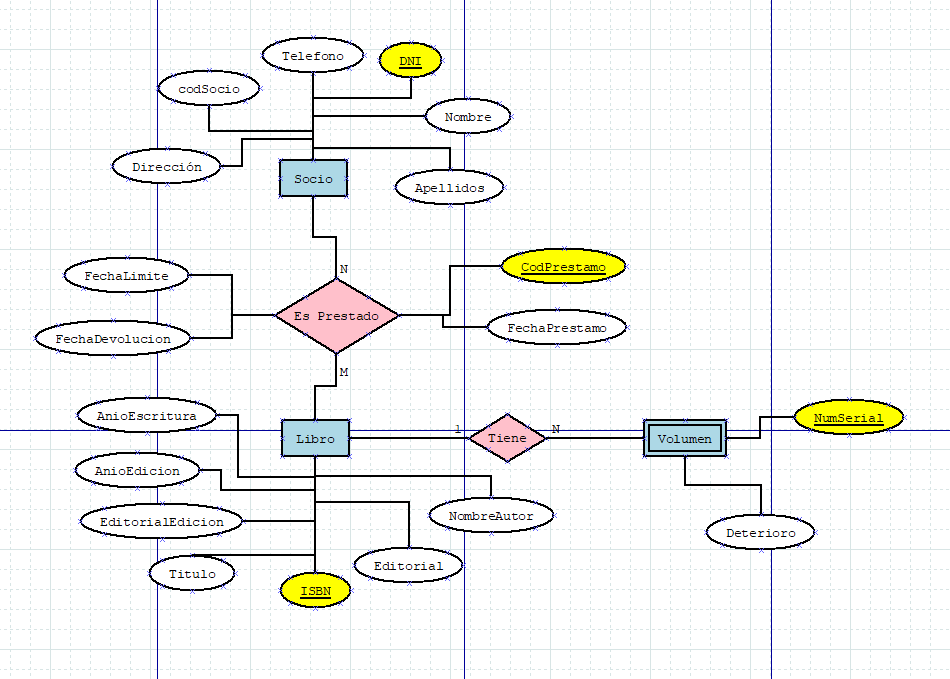 Telefono
DNI
codSocio
Nombre
Dirección
Socio
Apellidos
N
CodPrestamo
FechaLimite
Es Prestado
FechaPrestamo
FechaDevolucion
M
AnioEscritura
NumSerial
Libro
1
Tiene
N
Volumen
AnioEdicion
NombreAutor
EditorialEdicion
Deterioro
Editorial
Titulo
ISBN